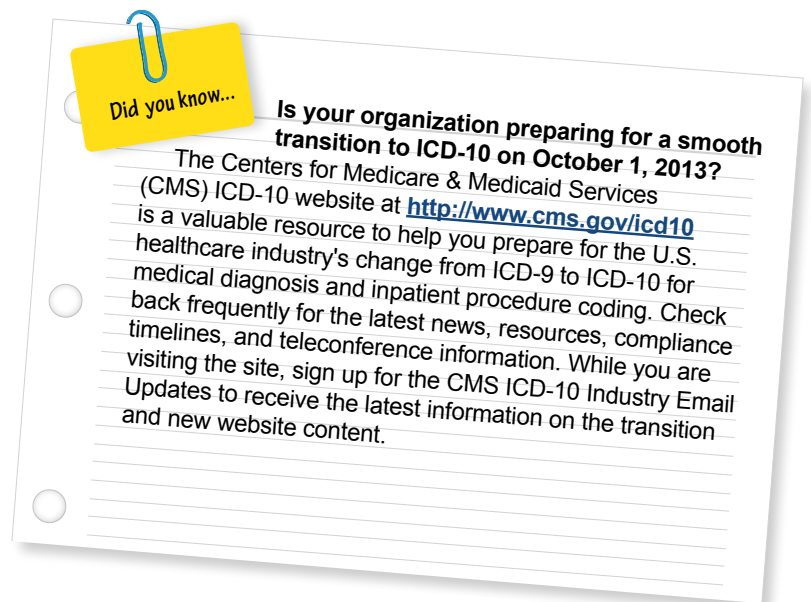 Did you know...
Is your organization preparing for a smooth
transition to ICD-10 on October 1, 2013?
The Centers for Medicare & Medicaid Services
(CMS) ICD-10 website at http://www.cms.gov/icd10
is a valuable resource to help you prepare for the U.S.
healthcare industry's change from ICD-9 to ICD-10 for
medical diagnosis and inpatient procedure coding. Check
back frequently for the latest news, resources, compliance
timelines, and teleconference information. While you are
visiting the site, sign up for the CMS ICD-10 Industry Email
Updates to receive the latest information on the transition
and new website content.